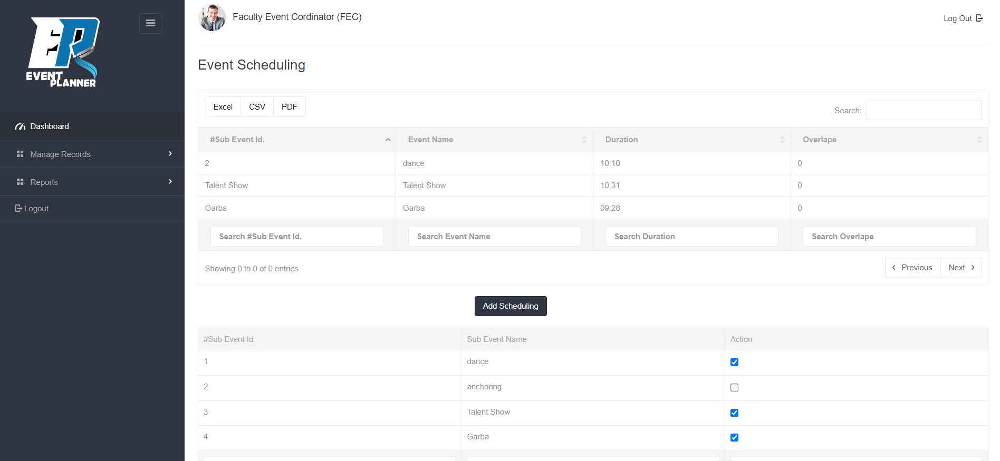 Faculty Event Cordinator (FEC)
Log Out
EVENT
PLANNER
Dashboard
Manage Records
Reports
Logout
Event Scheduling
Excel CSV PDF
Search:
#Sub Event Id. Event Name Duration Overlape
2 dance 10:10 0
Talent Show Talent Show 10:31 0
Garba Garba 09:28 0
Search #Sub Event Id. Search Event Name Search Duration Search Overlape
Showing 0 to 0 of 0 entries
Previous Next
Add Scheduling
#Sub Event Id. Sub Event Name Action
1 dance
2 anchoring
3 Talent Show
4 Garba